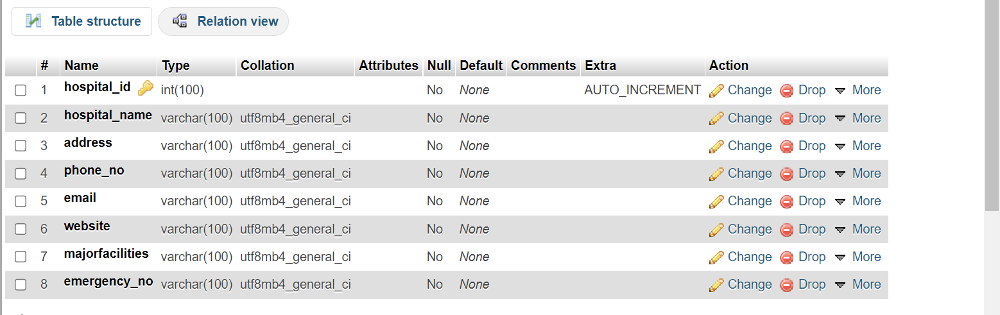 Table structure Relation view
# Name Type Collation Attributes Null Default Comments Extra Action
1 hospital_id int(100) No None AUTO_INCREMENT Change Drop More
2 hospital_name varchar(100) utf8mb4_general_ci No None Change Drop More
3 address varchar(100) utf8mb4_general_ci No None Change Drop More
4 phone_no varchar(100) utf8mb4_general_ci No None Change Drop More
5 email varchar(100) utf8mb4_general_ci No None Change Drop More
6 website varchar(100) utf8mb4_general_ci No None Change Drop More
7 majorfacilities varchar(100) utf8mb4_general_ci No None Change Drop More
8 emergency_no varchar(100) utf8mb4_general_ci No None Change Drop More